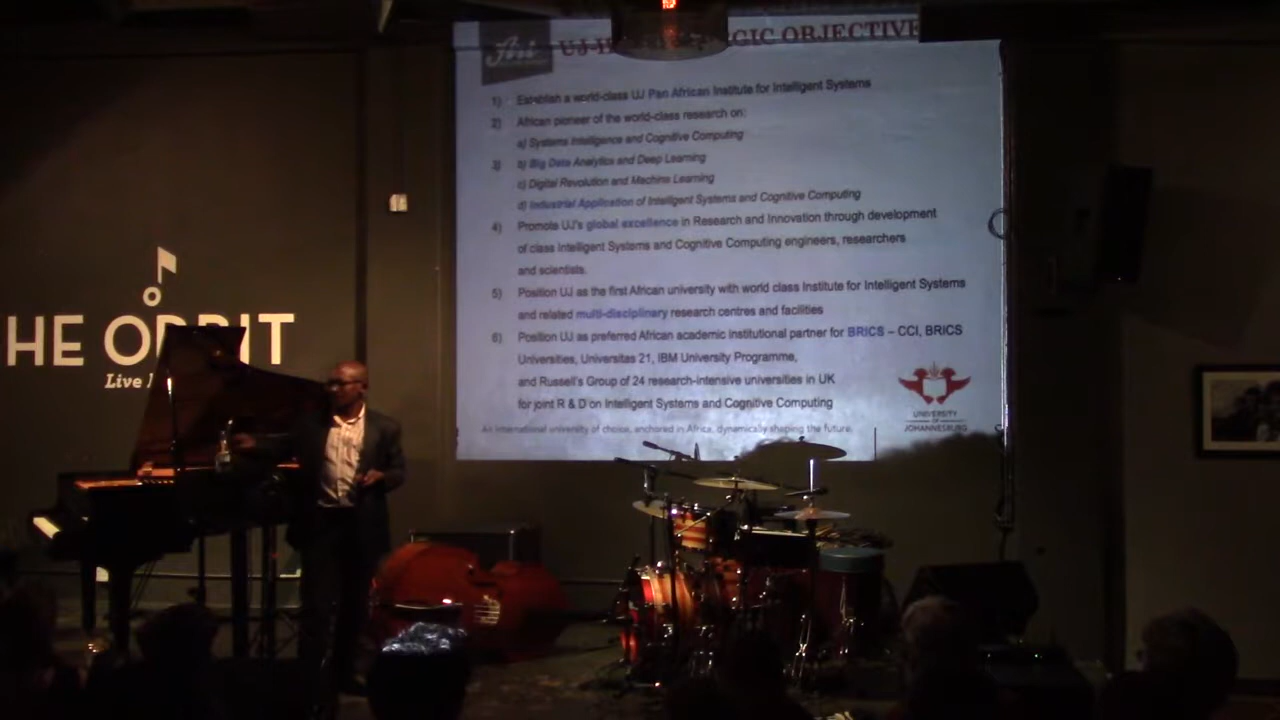 UJ GIC OBJECTIVE
1) Establish a world-class UJ Pan African Institute for Intelligent Systems
2) African pioneer of the world-class research on:
a) Systems Intelligence and Cognitive Computing
3) b) Big Data Analytics and Deep Learning
c) Digital Revolution and Machine Learning
d) Industrial Application of Intelligent Systems and Cognitive Computing
4) Promote UJ's global excellence in Research and Innovation through development
of class Intelligent Systems and Cognitive Computing engineers, researchers
and scientists.
5) Position UJ as the first African university with world class Institute for Intelligent Systems
and related multi-disciplinary research centres and facilities
6) Position UJ as preferred African academic institutional partner for BRICS – CCI, BRICS
Universities, Universitas 21, IBM University Programme,
and Russell's Group of 24 research-intensive universities in UK
for joint R & D on Intelligent Systems and Cognitive Computing
An international university of choice, anchored in Africa, dynamically shaping the future.
UNIVERSITY
OF
JOHANNESBURG
HE ORBIT
Live